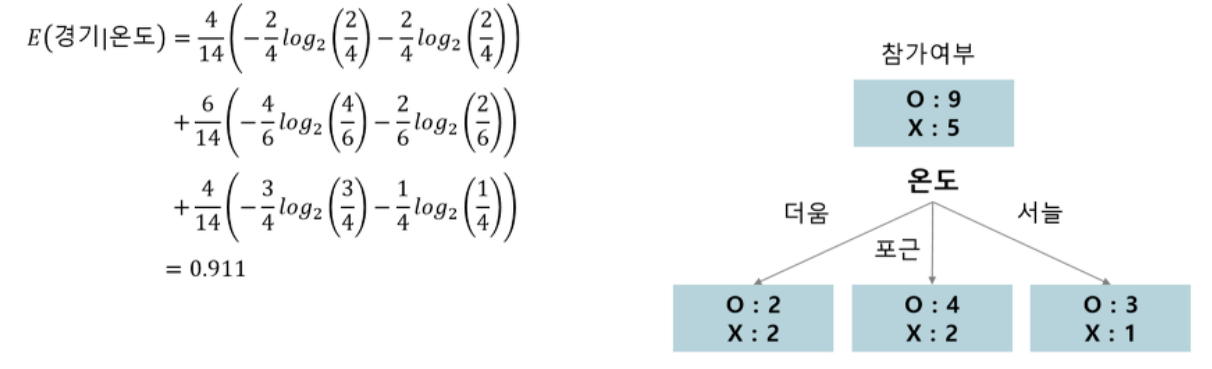 E(경기|온도) = 4/14(−2/4 log₂(2/4) − 2/4 log₂(2/4))
+ 6/14(−4/6 log₂(4/6) − 2/6 log₂(2/6))
+ 4/14(−3/4 log₂(3/4) − 1/4 log₂(1/4))
= 0.911
참가여부
O : 9
X : 5
온도
더움
포근
서늘
O : 2
X : 2
O : 4
X : 2
O : 3
X : 1